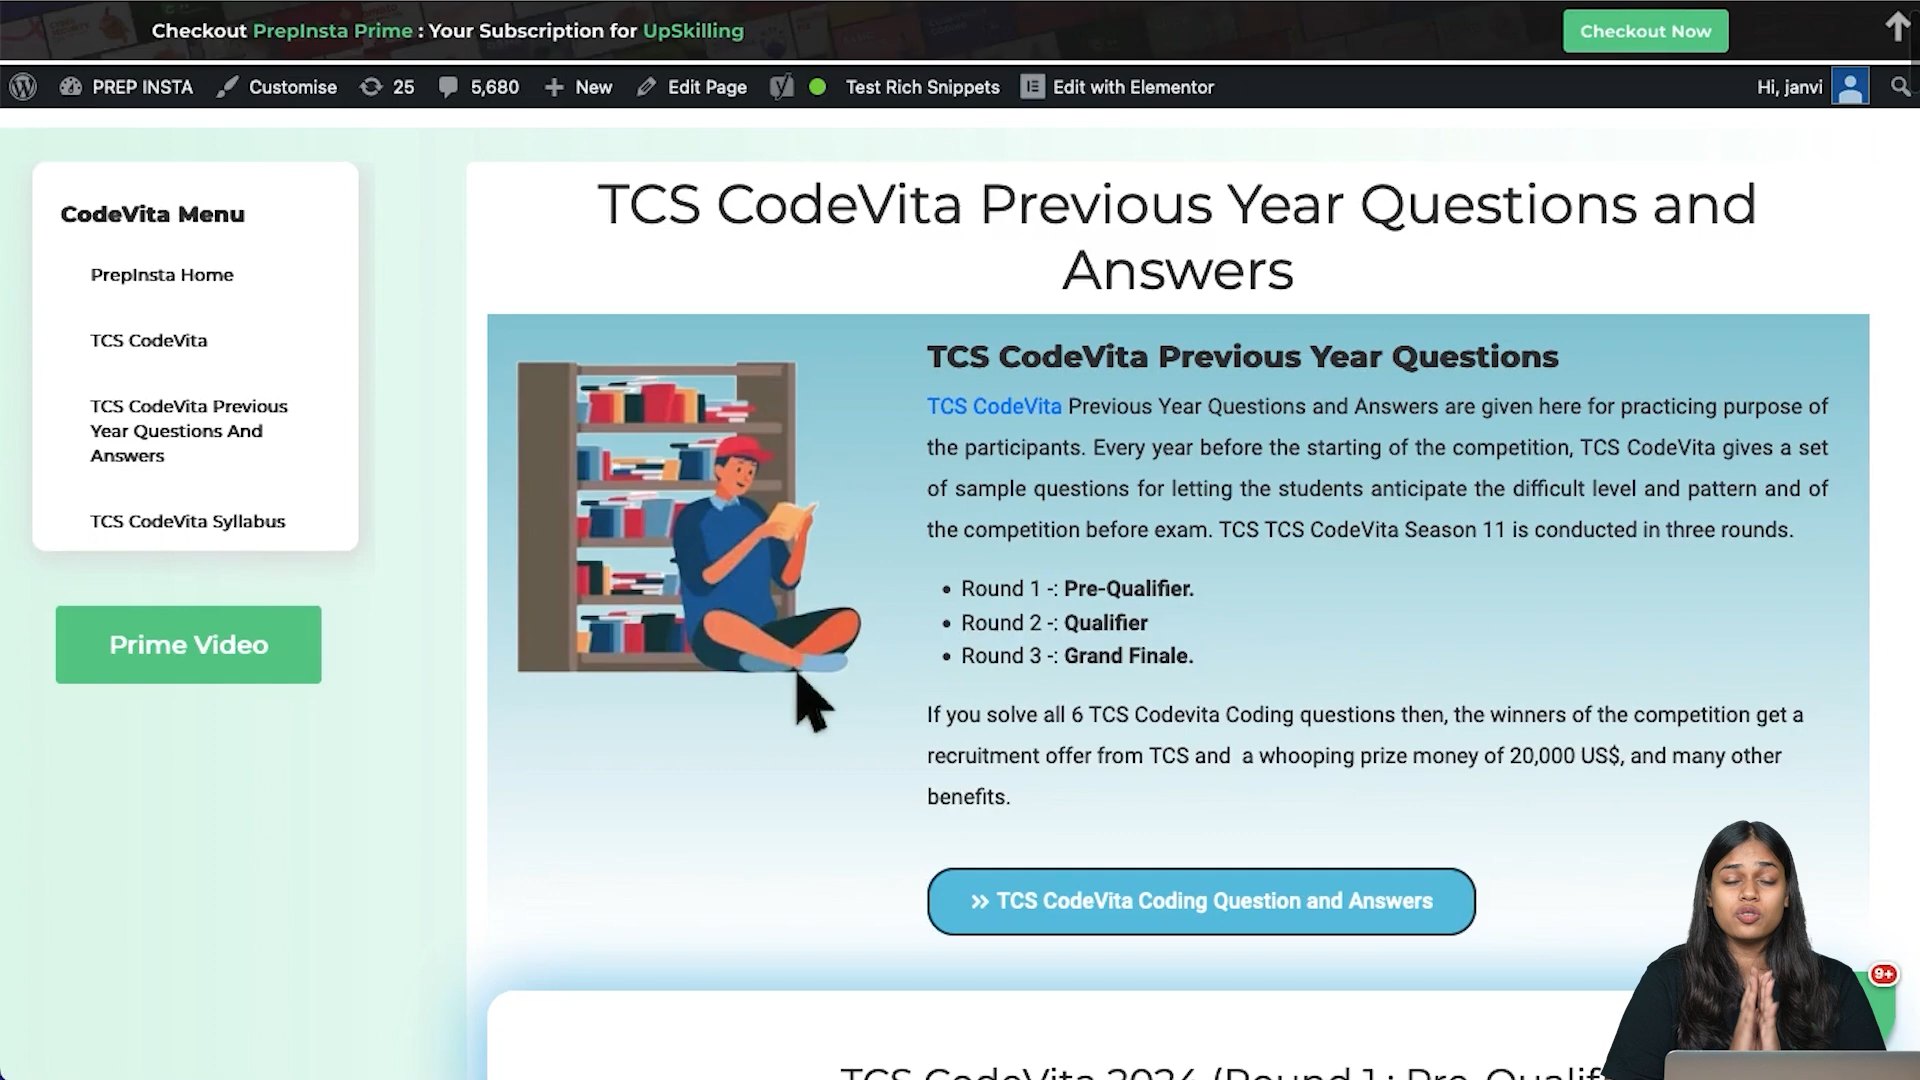 Checkout PrepInsta Prime : Your Subscription for UpSkilling
Checkout Now
PREP INSTA
Customise
25
5,680
New
Edit Page
Test Rich Snippets
Edit with Elementor
Hi, janvi
CodeVita Menu
PrepInsta Home
TCS CodeVita
TCS CodeVita Previous
Year Questions And
Answers
TCS CodeVita Syllabus
Prime Video
TCS CodeVita Previous Year Questions and
Answers
TCS CodeVita Previous Year Questions
TCS CodeVita Previous Year Questions and Answers are given here for practicing purpose of
the participants. Every year before the starting of the competition, TCS CodeVita gives a set
of sample questions for letting the students anticipate the difficult level and pattern and of
the competition before exam. TCS TCS CodeVita Season 11 is conducted in three rounds.
• Round 1 -: Pre-Qualifier.
• Round 2 -: Qualifier
• Round 3 -: Grand Finale.
If you solve all 6 TCS Codevita Coding questions then, the winners of the competition get a
recruitment offer from TCS and a whooping prize money of 20,000 US$, and many other
benefits.
>> TCS CodeVita Coding Question and Answers
9+
TCS CodeVita 2024 (Round 1 : Pre-Qualif